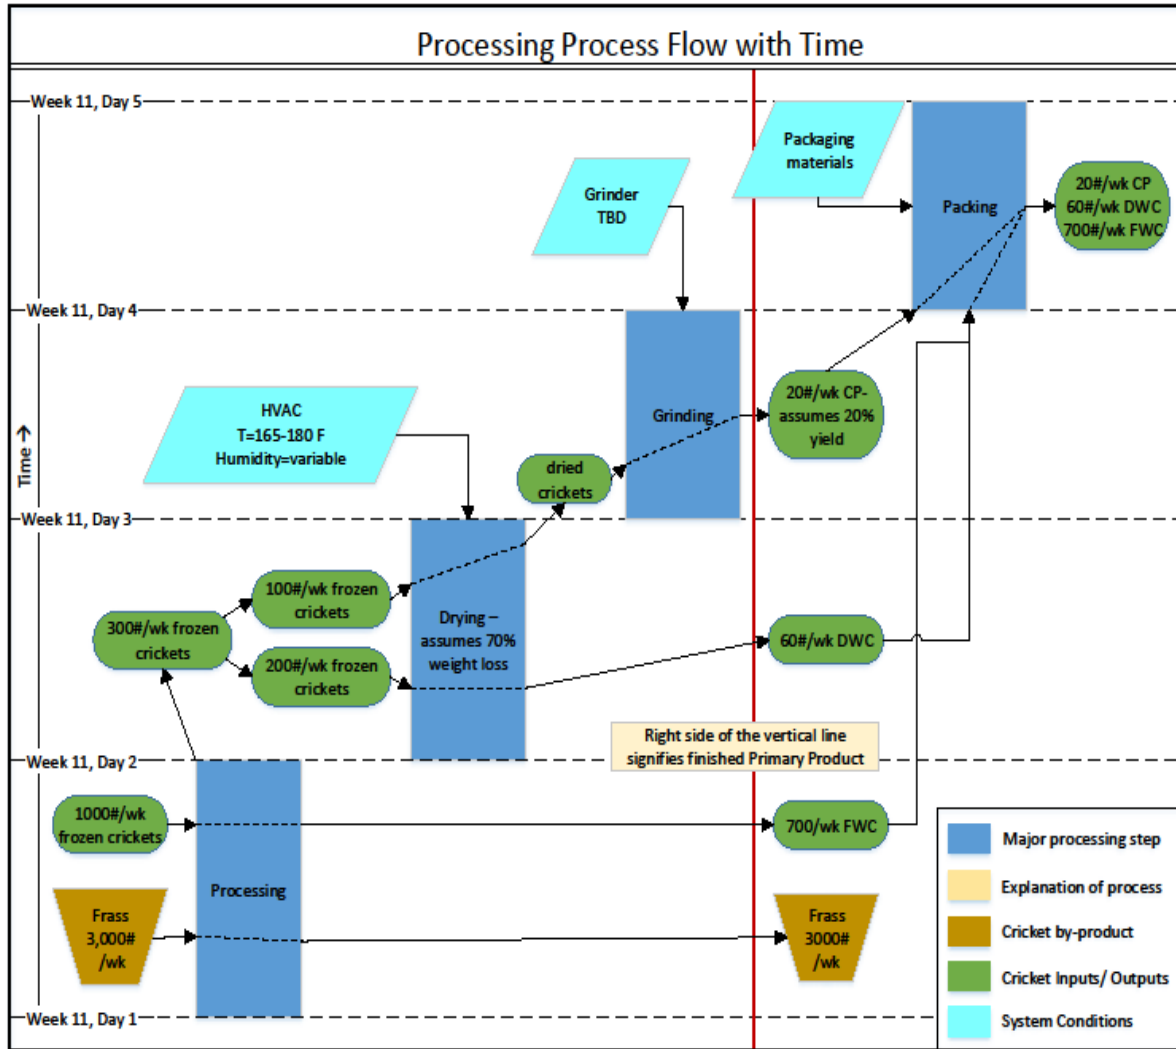 Processing Process Flow with Time
Week 11, Day 5
Packaging
materials
Packing
20#/wk CP
60#/wk DWC
700#/wk FWC
Grinder
TBD
Week 11, Day 4
HVAC
T=165-180 F
Humidity=variable
Grinding
20#/wk CP-
assumes 20%
yield
dried
crickets
Time →
Week 11, Day 3
100#/wk frozen
crickets
300#/wk frozen
crickets
200#/wk frozen
crickets
Drying –
assumes 70%
weight loss
60#/wk DWC
Right side of the vertical line
signifies finished Primary Product
Week 11, Day 2
1000#/wk
frozen crickets
700/wk FWC
Processing
Frass
3,000#
/wk
Frass
3000#
/wk
Week 11, Day 1
Major processing step
Explanation of process
Cricket by-product
Cricket Inputs/ Outputs
System Conditions